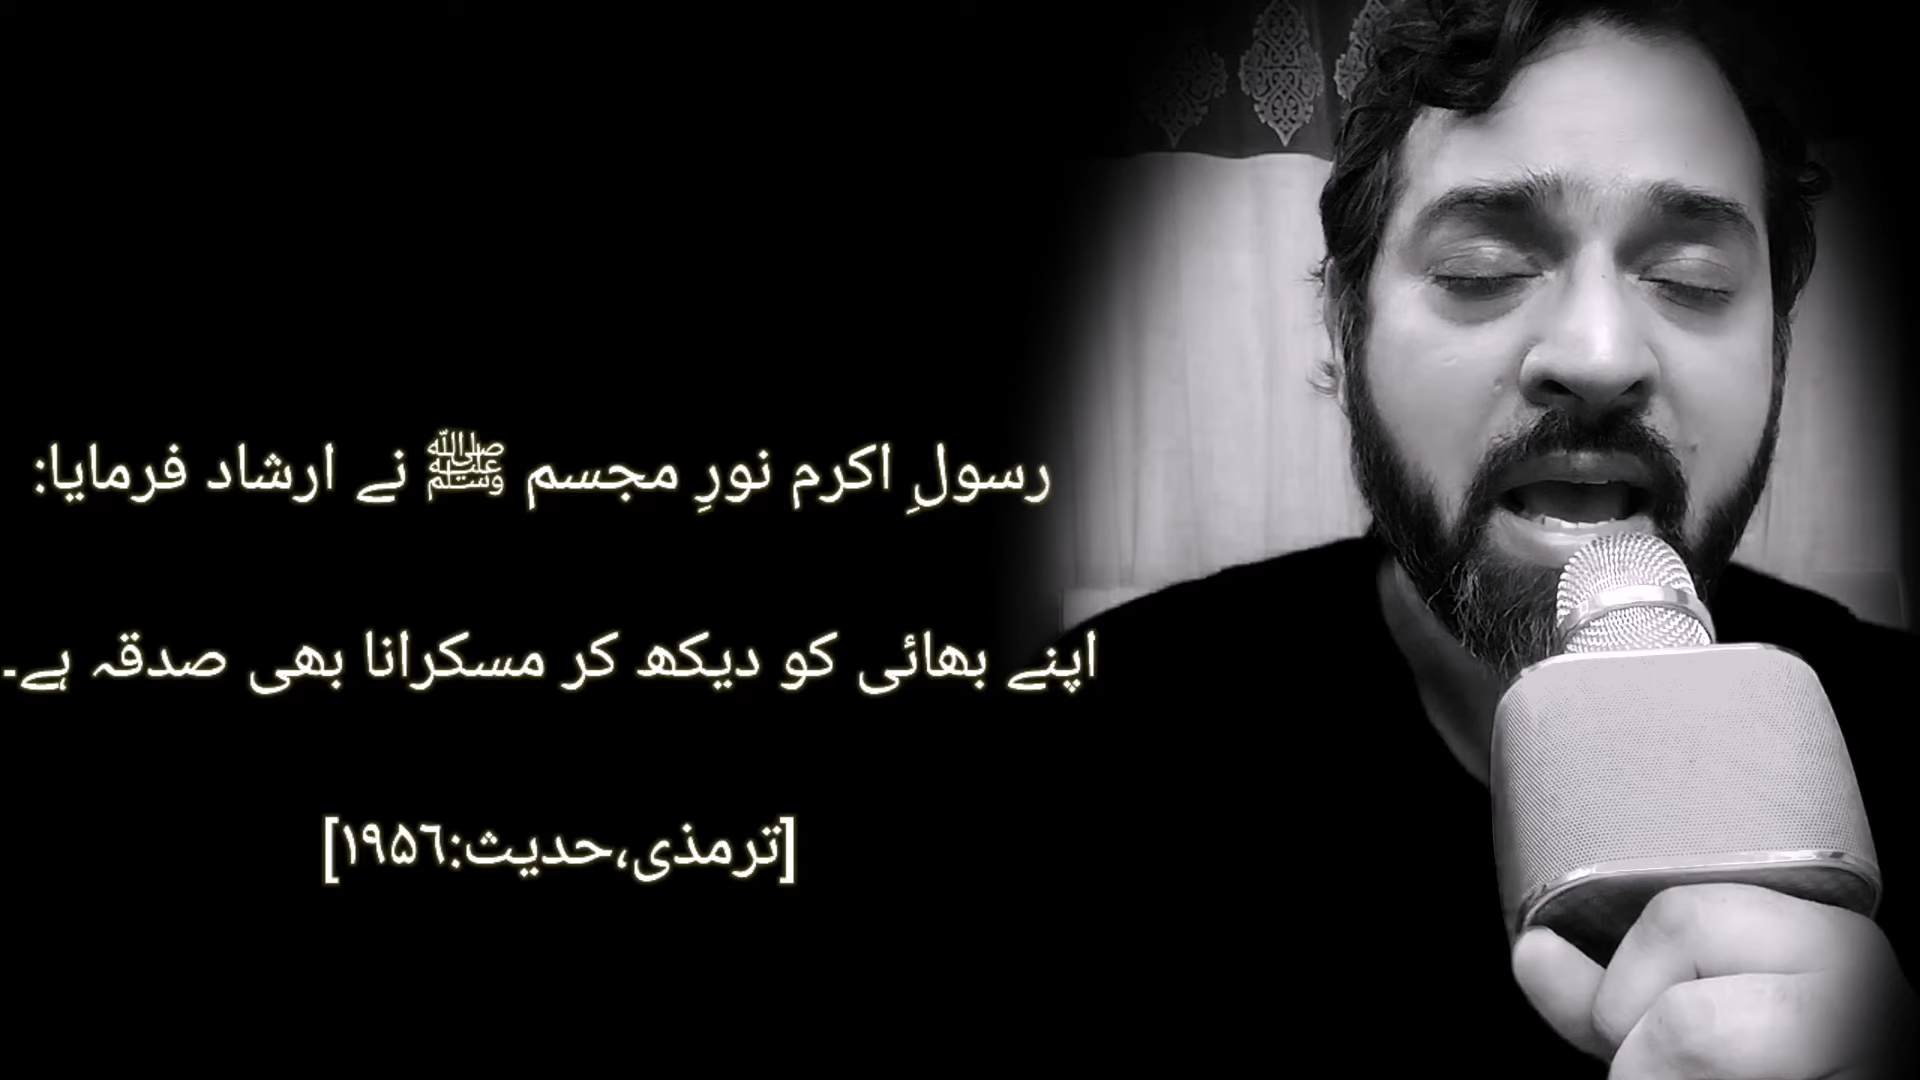 رسولِ اکرم نورِ مجسم ﷺ نے ارشاد فرمایا:
اپنے بھائی کو دیکھ کر مسکرانا بھی صدقہ ہے۔
[ترمذی،حدیث:۱۹۵٦]